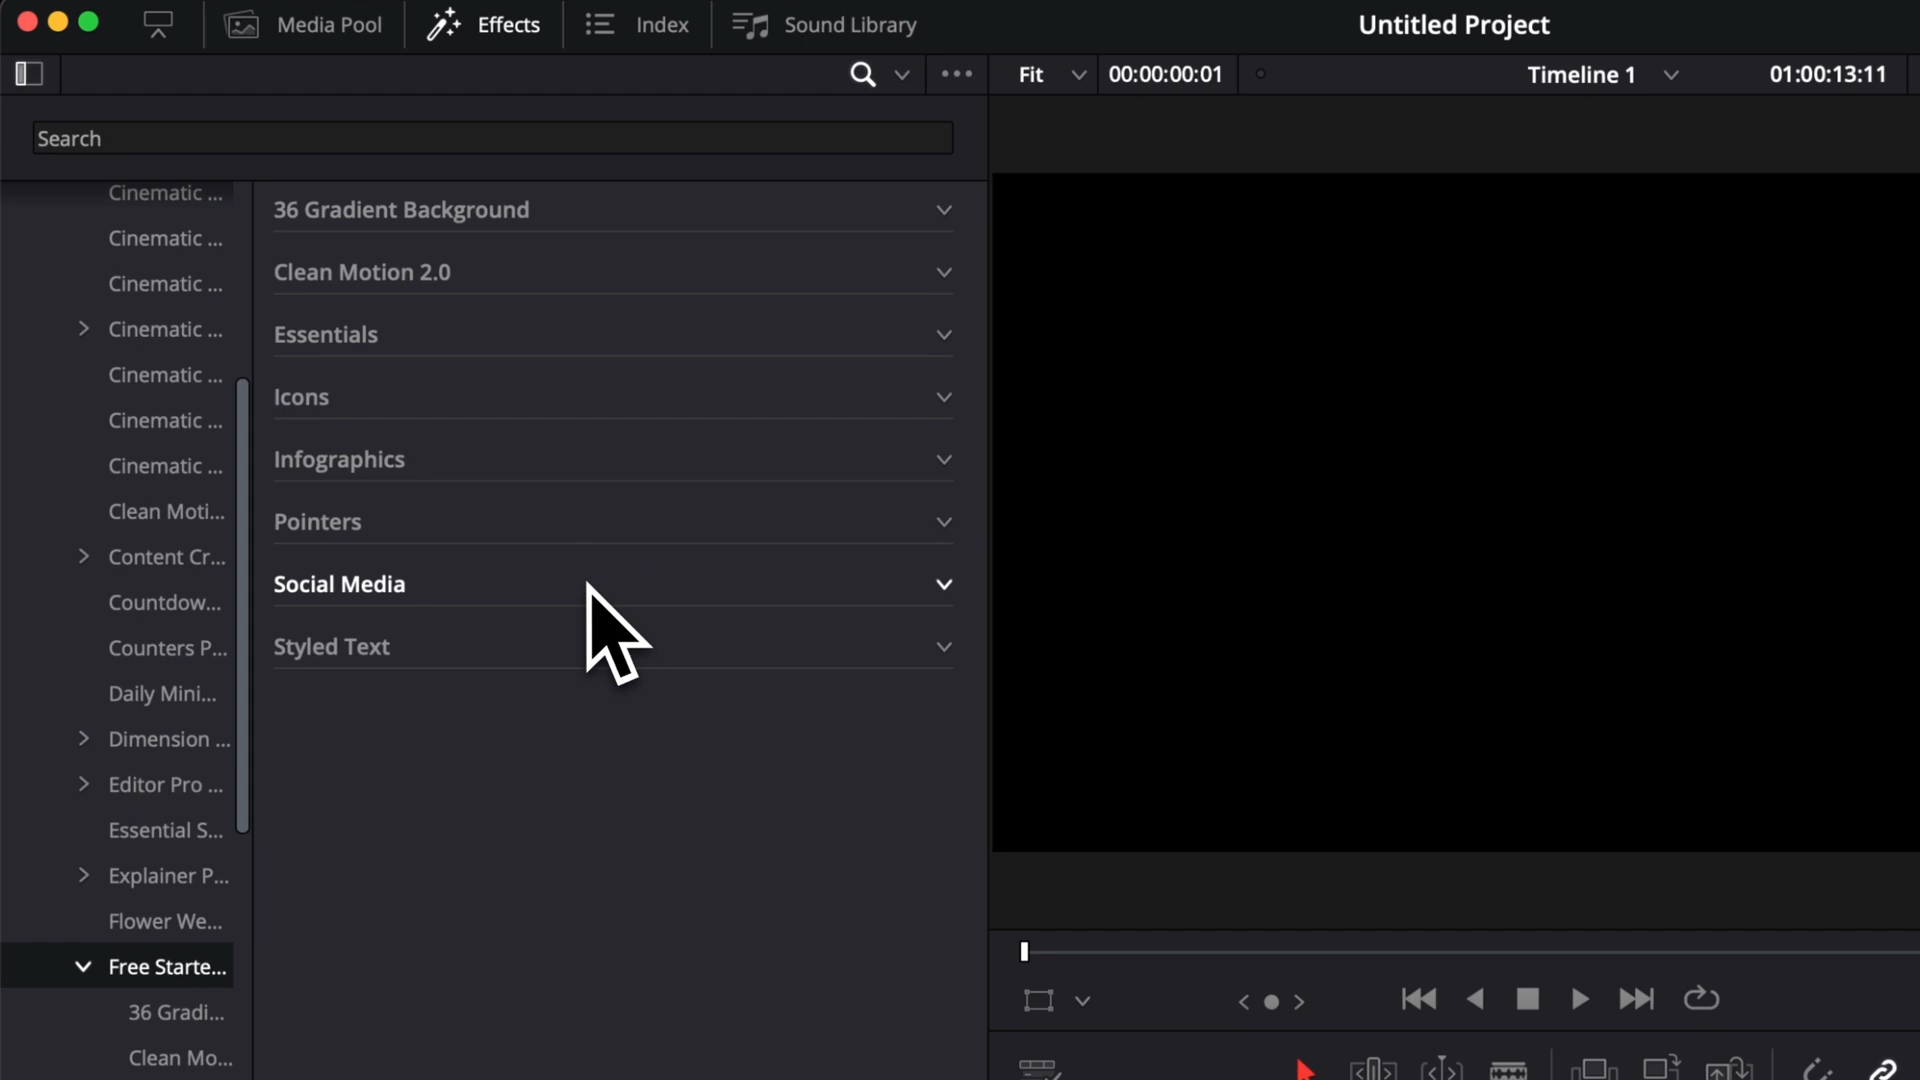 Media Pool
Effects
Index
Sound Library
Untitled Project
Fit
00:00:00:01
Timeline 1
01:00:13:11
Search
Cinematic ...
Cinematic ...
Cinematic ...
Cinematic ...
Cinematic ...
Cinematic ...
Cinematic ...
Clean Moti...
Content Cr...
Countdow...
Counters P...
Daily Mini...
Dimension ...
Editor Pro ...
Essential S...
Explainer P...
Flower We...
Free Starte...
36 Gradi...
Clean Mo...
36 Gradient Background
Clean Motion 2.0
Essentials
Icons
Infographics
Pointers
Social Media
Styled Text